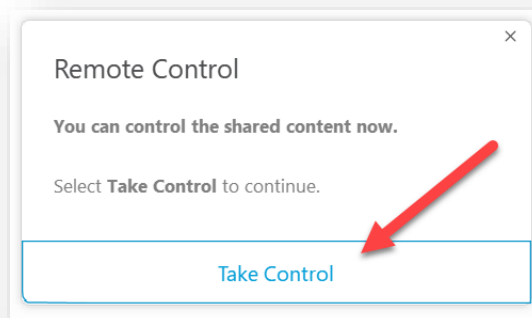 Remote Control
You can control the shared content now.
Select Take Control to continue.
Take Control